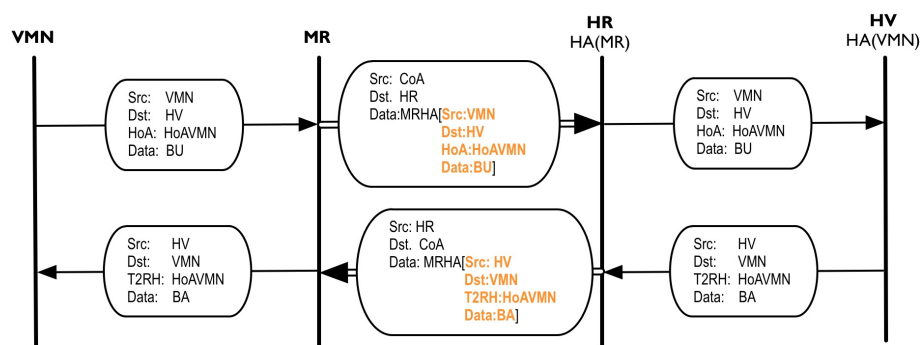 VMN
MR
HR
HA(MR)
HV
HA(VMN)
Src: VMN
Dst: HV
HoA: HoAVMN
Data: BU
Src: CoA
Dst. HR
Data:MRHA[Src:VMN
Dst:HV
HoA:HoAVMN
Data:BU]
Src: VMN
Dst: HV
HoA: HoAVMN
Data: BU
Src: HV
Dst: VMN
T2RH: HoAVMN
Data: BA
Src: HR
Dst. CoA
Data: MRHA[Src: HV
Dst:VMN
T2RH:HoAVMN
Data:BA]
Src: HV
Dst: VMN
T2RH: HoAVMN
Data: BA